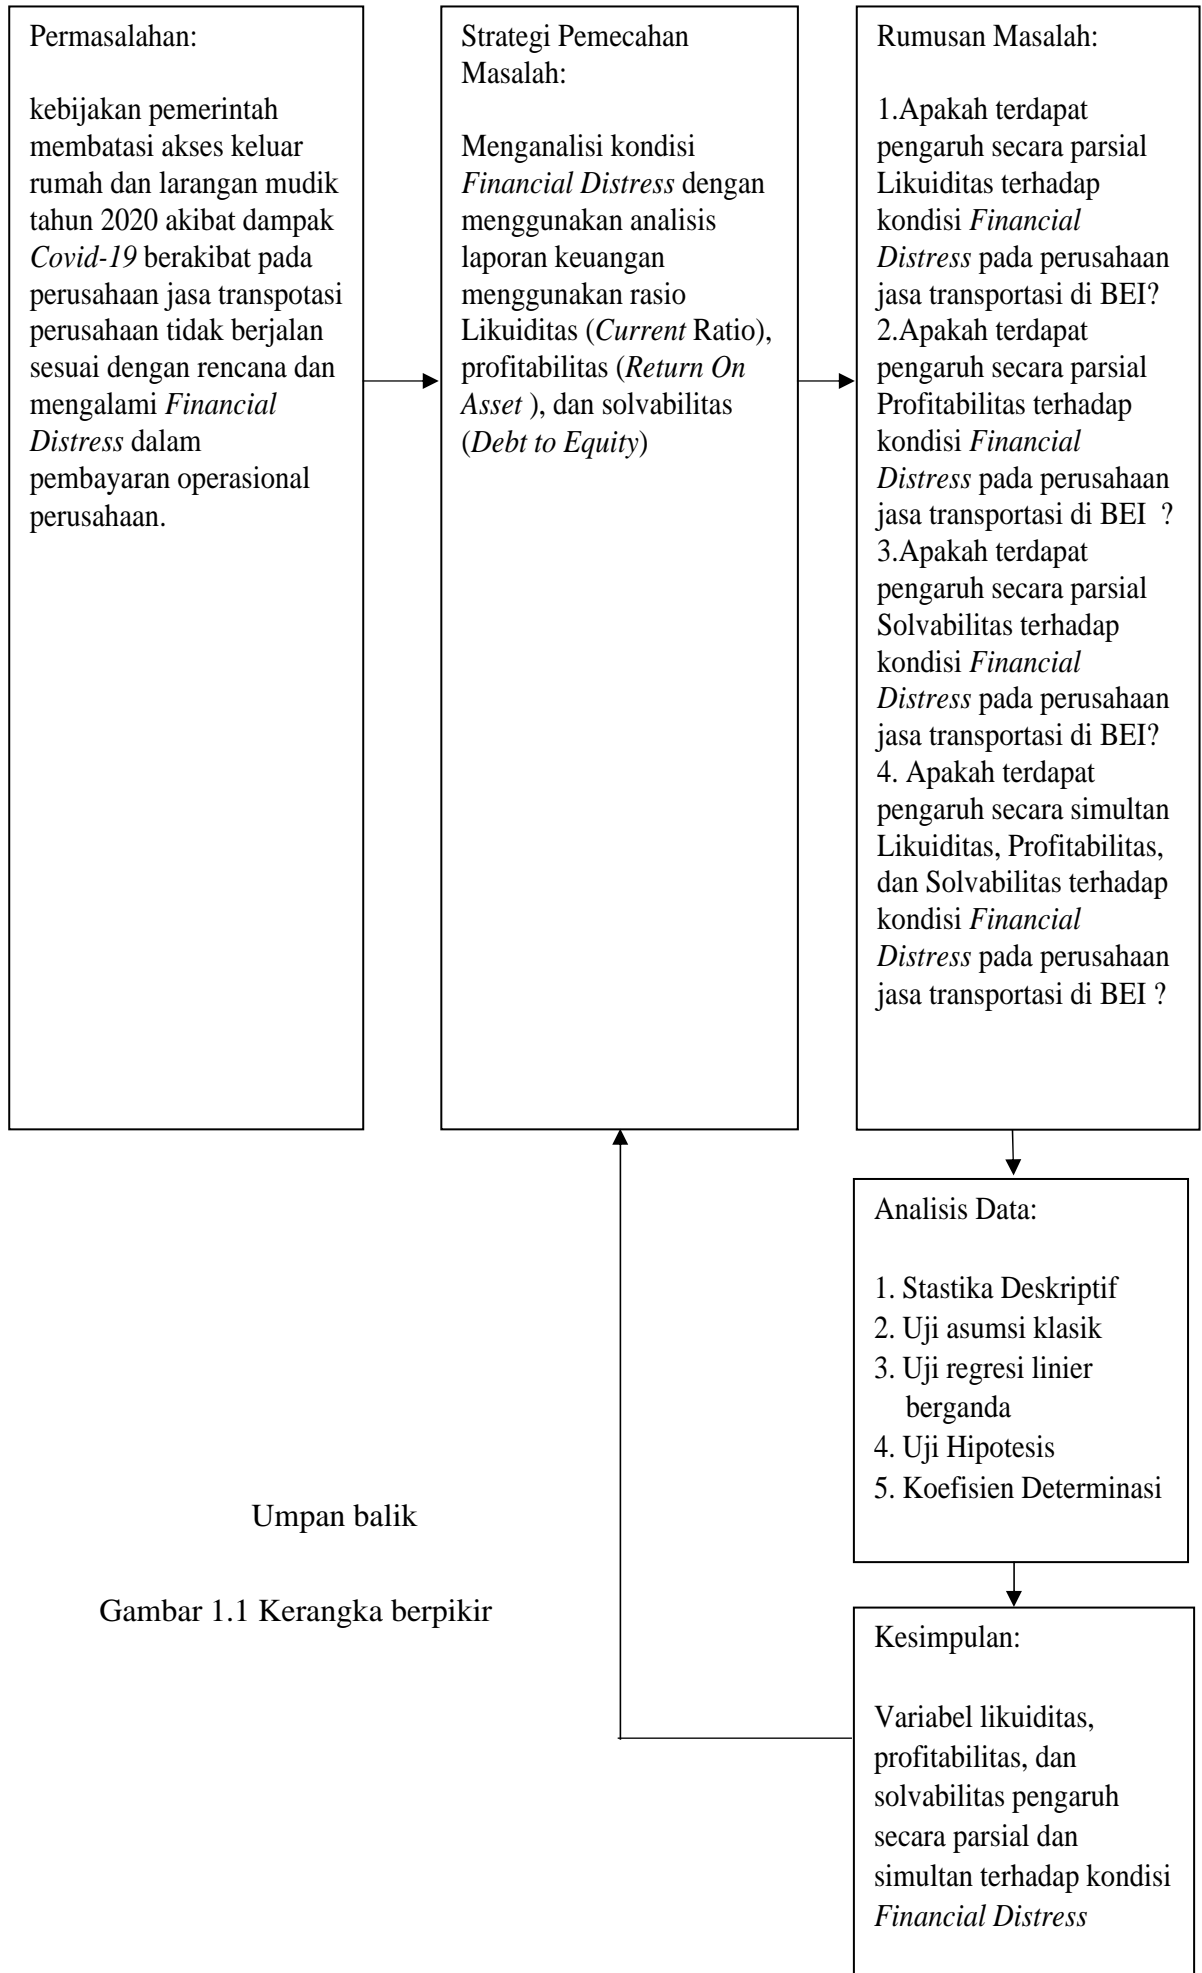 Permasalahan:
kebijakan pemerintah
membatasi akses keluar
rumah dan larangan mudik
tahun 2020 akibat dampak
Covid-19 berakibat pada
perusahaan jasa transpotasi
perusahaan tidak berjalan
sesuai dengan rencana dan
mengalami Financial
Distress dalam
pembayaran operasional
perusahaan.
Strategi Pemecahan
Masalah:
Menganalisi kondisi
Financial Distress dengan
menggunakan analisis
laporan keuangan
menggunakan rasio
Likuiditas (Current Ratio),
profitabilitas (Return On
Asset ), dan solvabilitas
(Debt to Equity)
Rumusan Masalah:
1.Apakah terdapat
pengaruh secara parsial
Likuiditas terhadap
kondisi Financial
Distress pada perusahaan
jasa transportasi di BEI?
2.Apakah terdapat
pengaruh secara parsial
Profitabilitas terhadap
kondisi Financial
Distress pada perusahaan
jasa transportasi di BEI ?
3.Apakah terdapat
pengaruh secara parsial
Solvabilitas terhadap
kondisi Financial
Distress pada perusahaan
jasa transportasi di BEI?
4. Apakah terdapat
pengaruh secara simultan
Likuiditas, Profitabilitas,
dan Solvabilitas terhadap
kondisi Financial
Distress pada perusahaan
jasa transportasi di BEI ?
Analisis Data:
1. Stastika Deskriptif
2. Uji asumsi klasik
3. Uji regresi linier
berganda
4. Uji Hipotesis
5. Koefisien Determinasi
Umpan balik
Gambar 1.1 Kerangka berpikir
Kesimpulan:
Variabel likuiditas,
profitabilitas, dan
solvabilitas pengaruh
secara parsial dan
simultan terhadap kondisi
Financial Distress